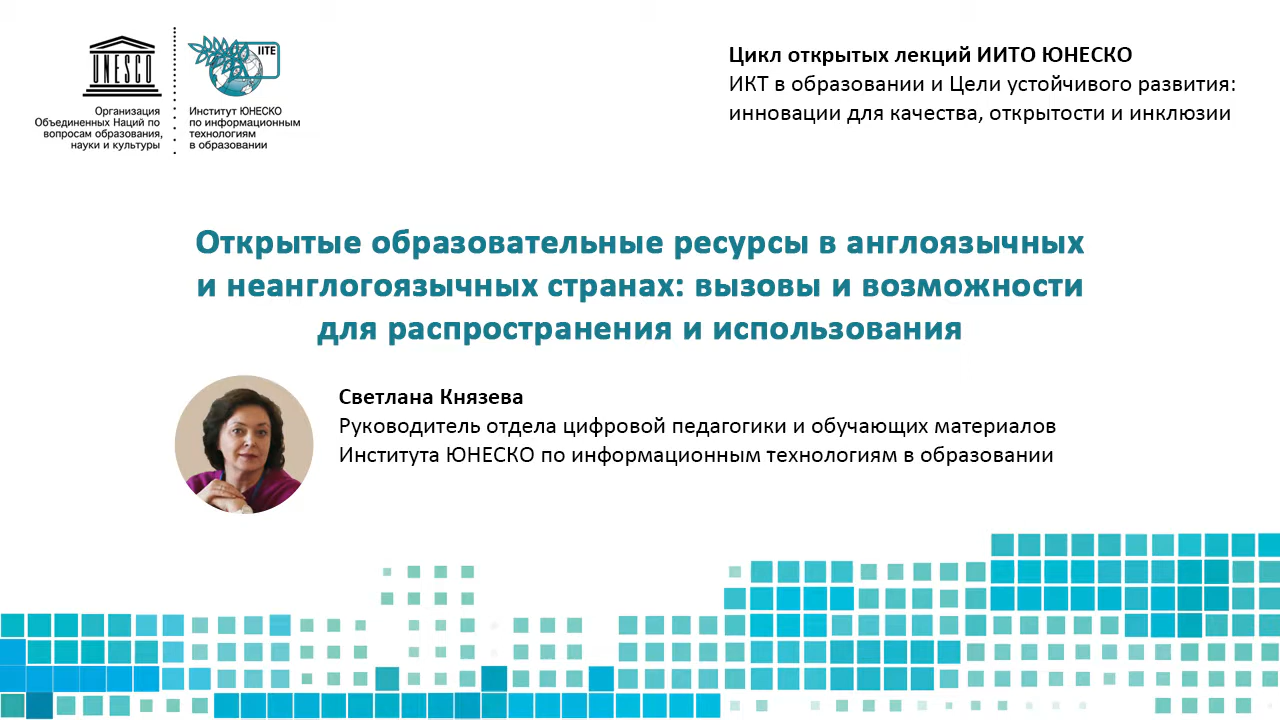 UNESCO
Организация
Объединенных Наций по
вопросам образования,
науки и культуры
IITE
Институт ЮНЕСКО
по информационным
технологиям
в образовании
Цикл открытых лекций ИИТО ЮНЕСКО
ИКТ в образовании и Цели устойчивого развития:
инновации для качества, открытости и инклюзии
Открытые образовательные ресурсы в англоязычных
и неанглогоязычных странах: вызовы и возможности
для распространения и использования
Светлана Князева
Руководитель отдела цифровой педагогики и обучающих материалов
Института ЮНЕСКО по информационным технологиям в образовании